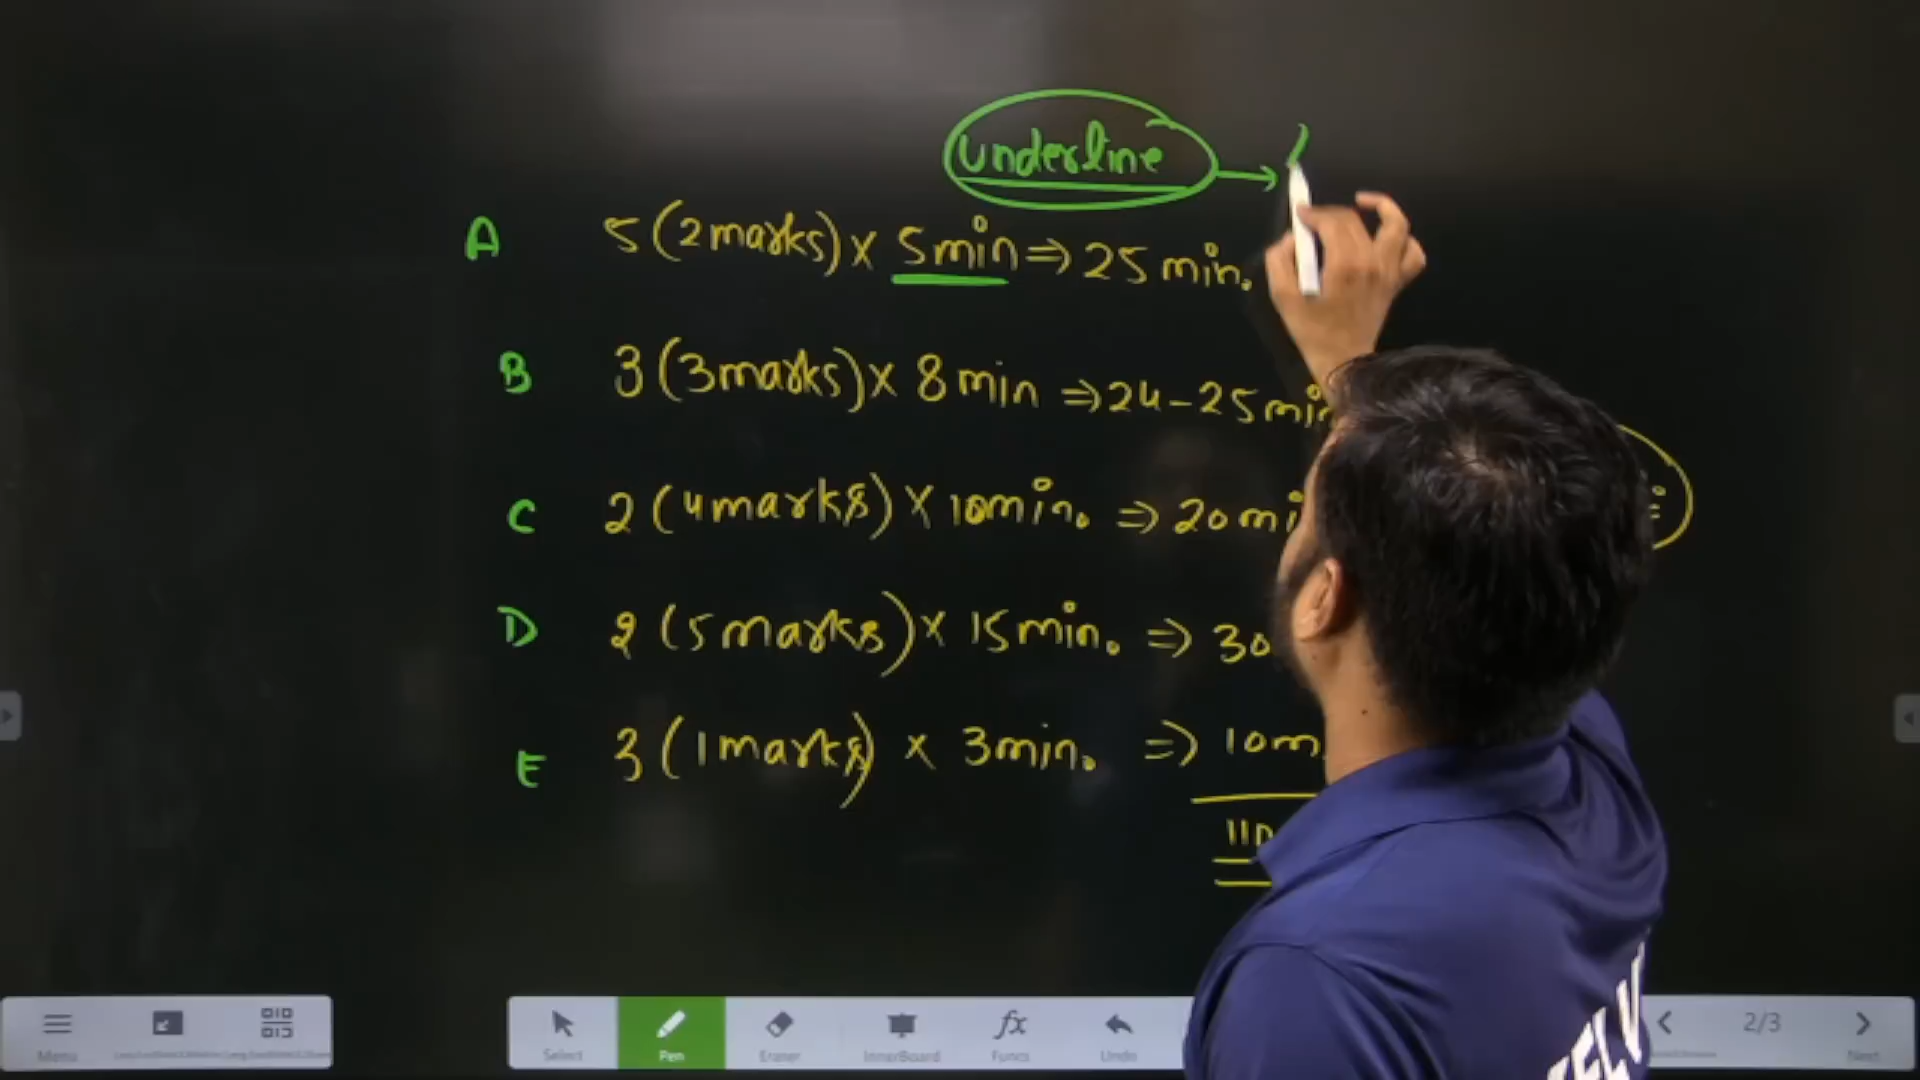 underline →
A 5 (2 marks) x 5 min ⇒ 25 min.
B 3 (3 marks) x 8 min ⇒ 24 - 25 min
C 2 (4 marks) x 10 min. ⇒ 20 mi
D 2 (5 marks) x 15 min. ⇒ 30
E 3 (1 marks) x 3 min. ⇒ 10 m
110
Menu Select Pen Eraser InnerBoard Funcs Undo 2/3 Next